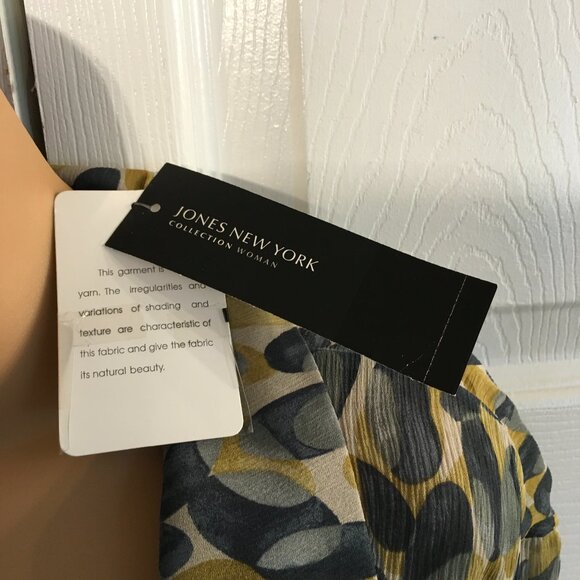 JONES NEW YORK
COLLECTION WOMAN
This garment is
yarn. The irregularities and
variations of shading and
texture are characteristic of
this fabric and give the fabric
its natural beauty.